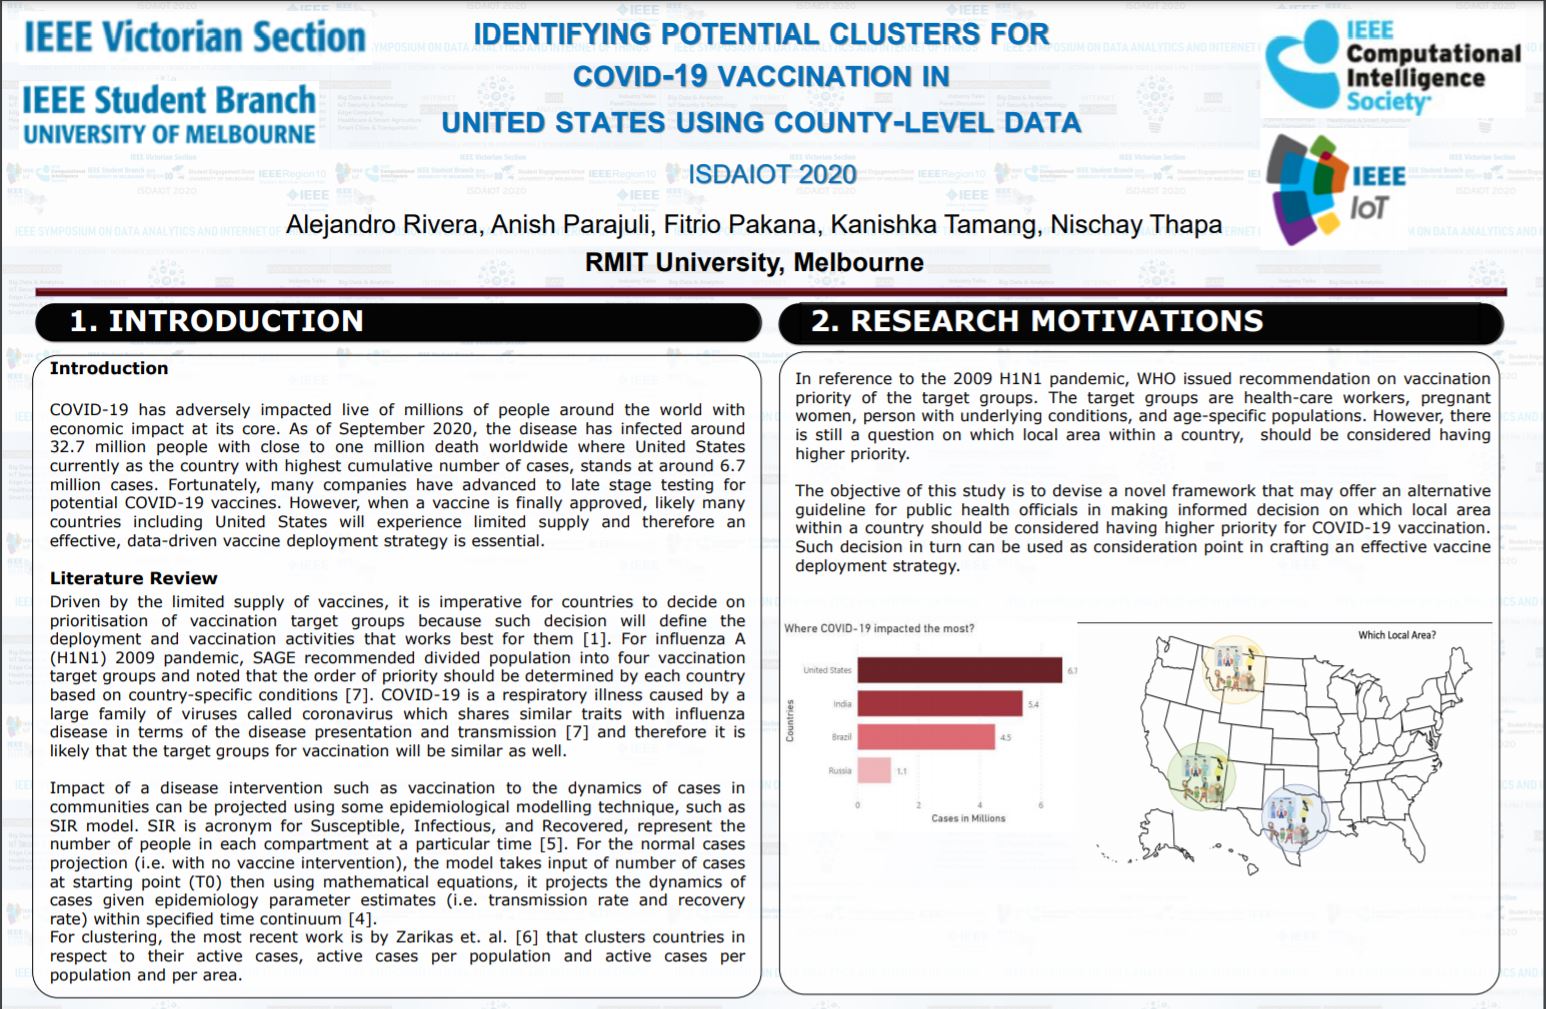 IEEE Victorian Section
IEEE Student Branch
UNIVERSITY OF MELBOURNE
IDENTIFYING POTENTIAL CLUSTERS FOR
COVID-19 VACCINATION IN
UNITED STATES USING COUNTY-LEVEL DATA
ISDAIOT 2020
Alejandro Rivera, Anish Parajuli, Fitrio Pakana, Kanishka Tamang, Nischay Thapa
RMIT University, Melbourne
IEEE
Computational
Intelligence
Society
IEEE
IoT
1. INTRODUCTION
Introduction
COVID-19 has adversely impacted live of millions of people around the world with
economic impact at its core. As of September 2020, the disease has infected around
32.7 million people with close to one million death worldwide where United States
currently as the country with highest cumulative number of cases, stands at around 6.7
million cases. Fortunately, many companies have advanced to late stage testing for
potential COVID-19 vaccines. However, when a vaccine is finally approved, likely many
countries including United States will experience limited supply and therefore an
effective, data-driven vaccine deployment strategy is essential.
Literature Review
Driven by the limited supply of vaccines, it is imperative for countries to decide on
prioritisation of vaccination target groups because such decision will define the
deployment and vaccination activities that works best for them [1]. For influenza A
(H1N1) 2009 pandemic, SAGE recommended divided population into four vaccination
target groups and noted that the order of priority should be determined by each country
based on country-specific conditions [7]. COVID-19 is a respiratory illness caused by a
large family of viruses called coronavirus which shares similar traits with influenza
disease in terms of the disease presentation and transmission [7] and therefore it is
likely that the target groups for vaccination will be similar as well.
Impact of a disease intervention such as vaccination to the dynamics of cases in
communities can be projected using some epidemiological modelling technique, such as
SIR model. SIR is acronym for Susceptible, Infectious, and Recovered, represent the
number of people in each compartment at a particular time [5]. For the normal cases
projection (i.e. with no vaccine intervention), the model takes input of number of cases
at starting point (T0) then using mathematical equations, it projects the dynamics of
cases given epidemiology parameter estimates (i.e. transmission rate and recovery
rate) within specified time continuum [4].
For clustering, the most recent work is by Zarikas et. al. [6] that clusters countries in
respect to their active cases, active cases per population and active cases per
population and per area.
2. RESEARCH MOTIVATIONS
In reference to the 2009 H1N1 pandemic, WHO issued recommendation on vaccination
priority of the target groups. The target groups are health-care workers, pregnant
women, person with underlying conditions, and age-specific populations. However, there
is still a question on which local area within a country, should be considered having
higher priority.
The objective of this study is to devise a novel framework that may offer an alternative
guideline for public health officials in making informed decision on which local area
within a country should be considered having higher priority for COVID-19 vaccination.
Such decision in turn can be used as consideration point in crafting an effective vaccine
deployment strategy.
Where COVID-19 impacted the most?
Countries
United States
6.7
India
5.4
Brazil
4.5
Russia
1.1
0 2 4 6
Cases in Millions
Which Local Area?